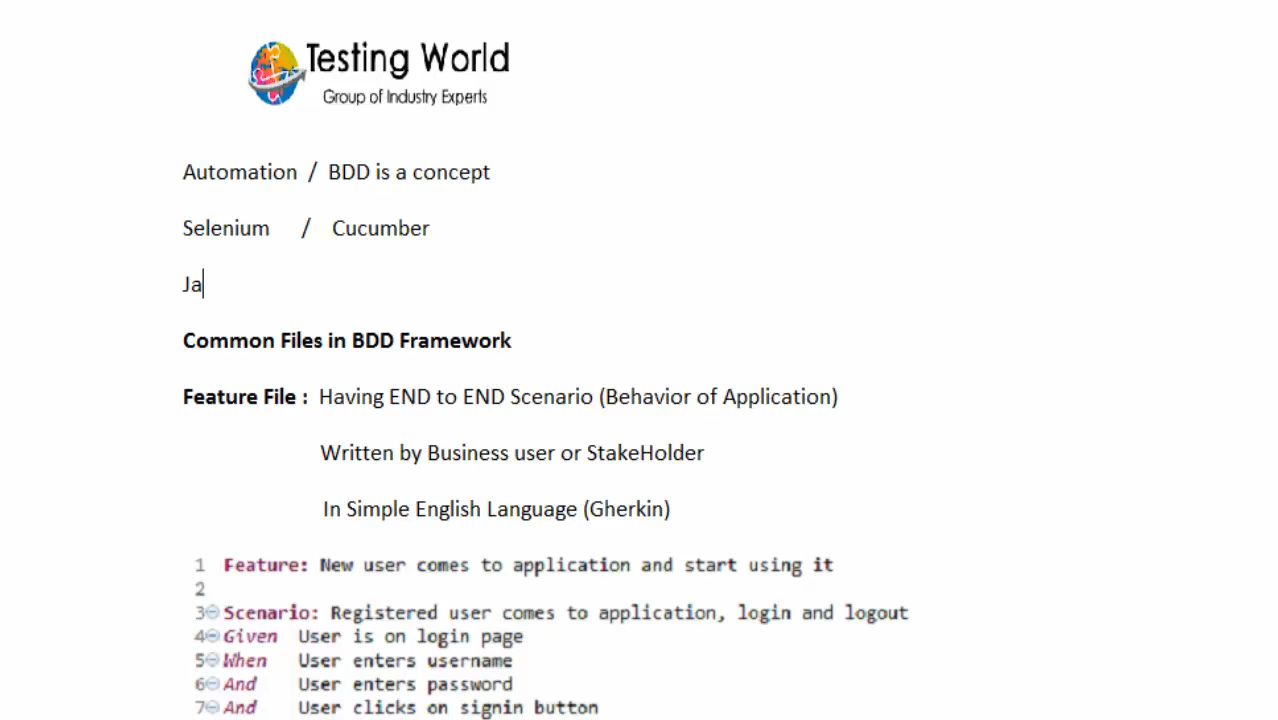 Testing World
Group of Industry Experts
Automation / BDD is a concept
Selenium / Cucumber
Ja
Common Files in BDD Framework
Feature File : Having END to END Scenario (Behavior of Application)
Written by Business user or StakeHolder
In Simple English Language (Gherkin)
1 Feature: New user comes to application and start using it
2
3 Scenario: Registered user comes to application, login and logout
4 Given User is on login page
5 When User enters username
6 And User enters password
7 And User clicks on signin button